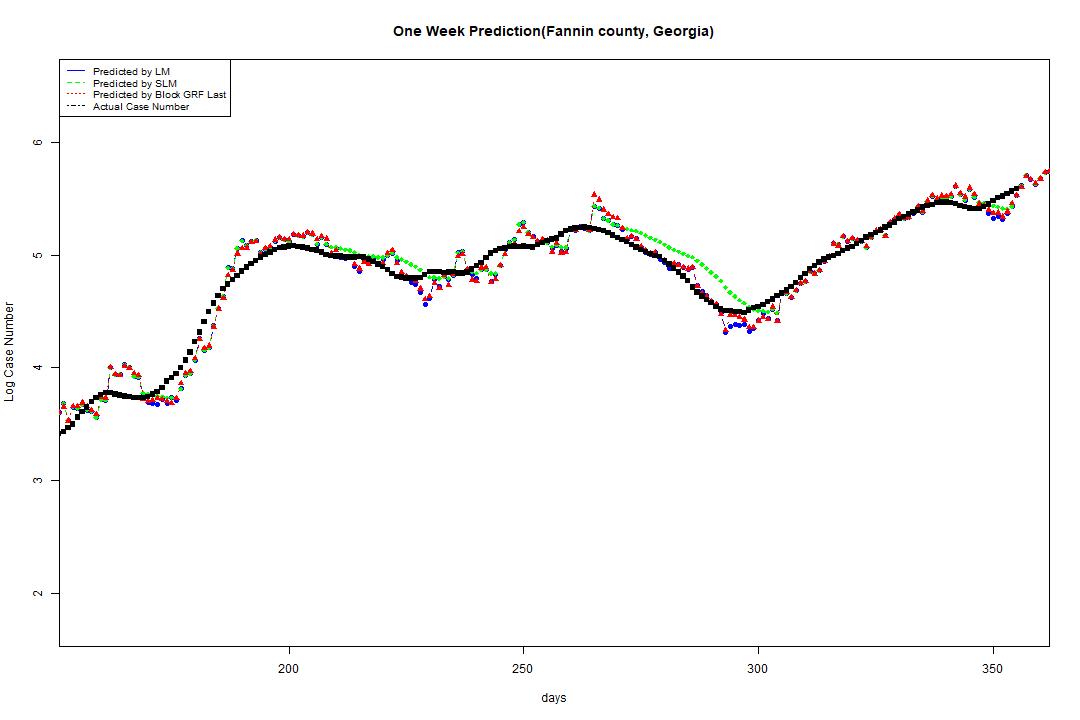 One Week Prediction(Fannin county, Georgia)
Predicted by LM
Predicted by SLM
Predicted by Block GRF Last
Actual Case Number
6
5
4
3
2
Log Case Number
200
250
300
350
days